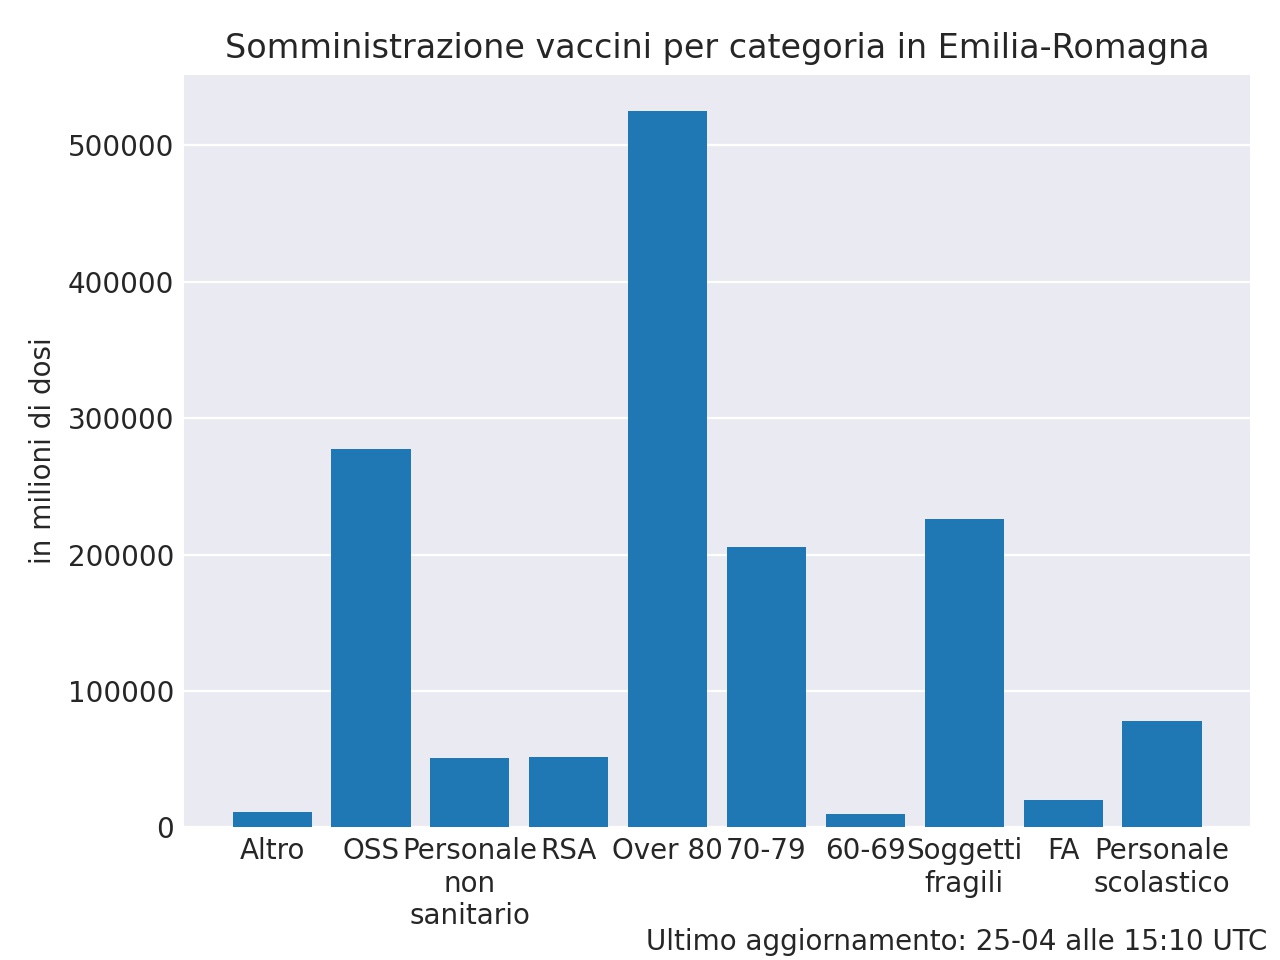 Somministrazione vaccini per categoria in Emilia-Romagna
in milioni di dosi
500000
400000
300000
200000
100000
0
Altro
OSS
Personale
non
sanitario
RSA
Over 80
70-79
60-69
Soggetti
fragili
FA
Personale
scolastico
Ultimo aggiornamento: 25-04 alle 15:10 UTC